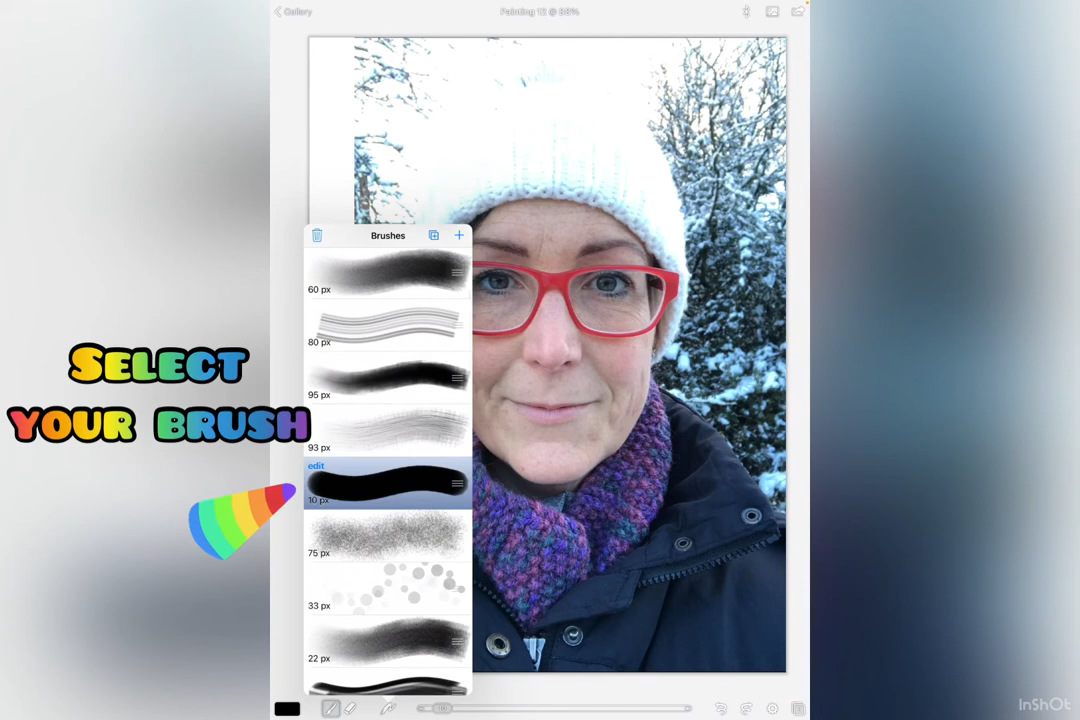 Gallery
Painting 13 @ 88%
Brushes
60 px
80 px
95 px
93 px
SELECT
YOUR BRUSH
edit
10 px
75 px
33 px
22 px
InShOt